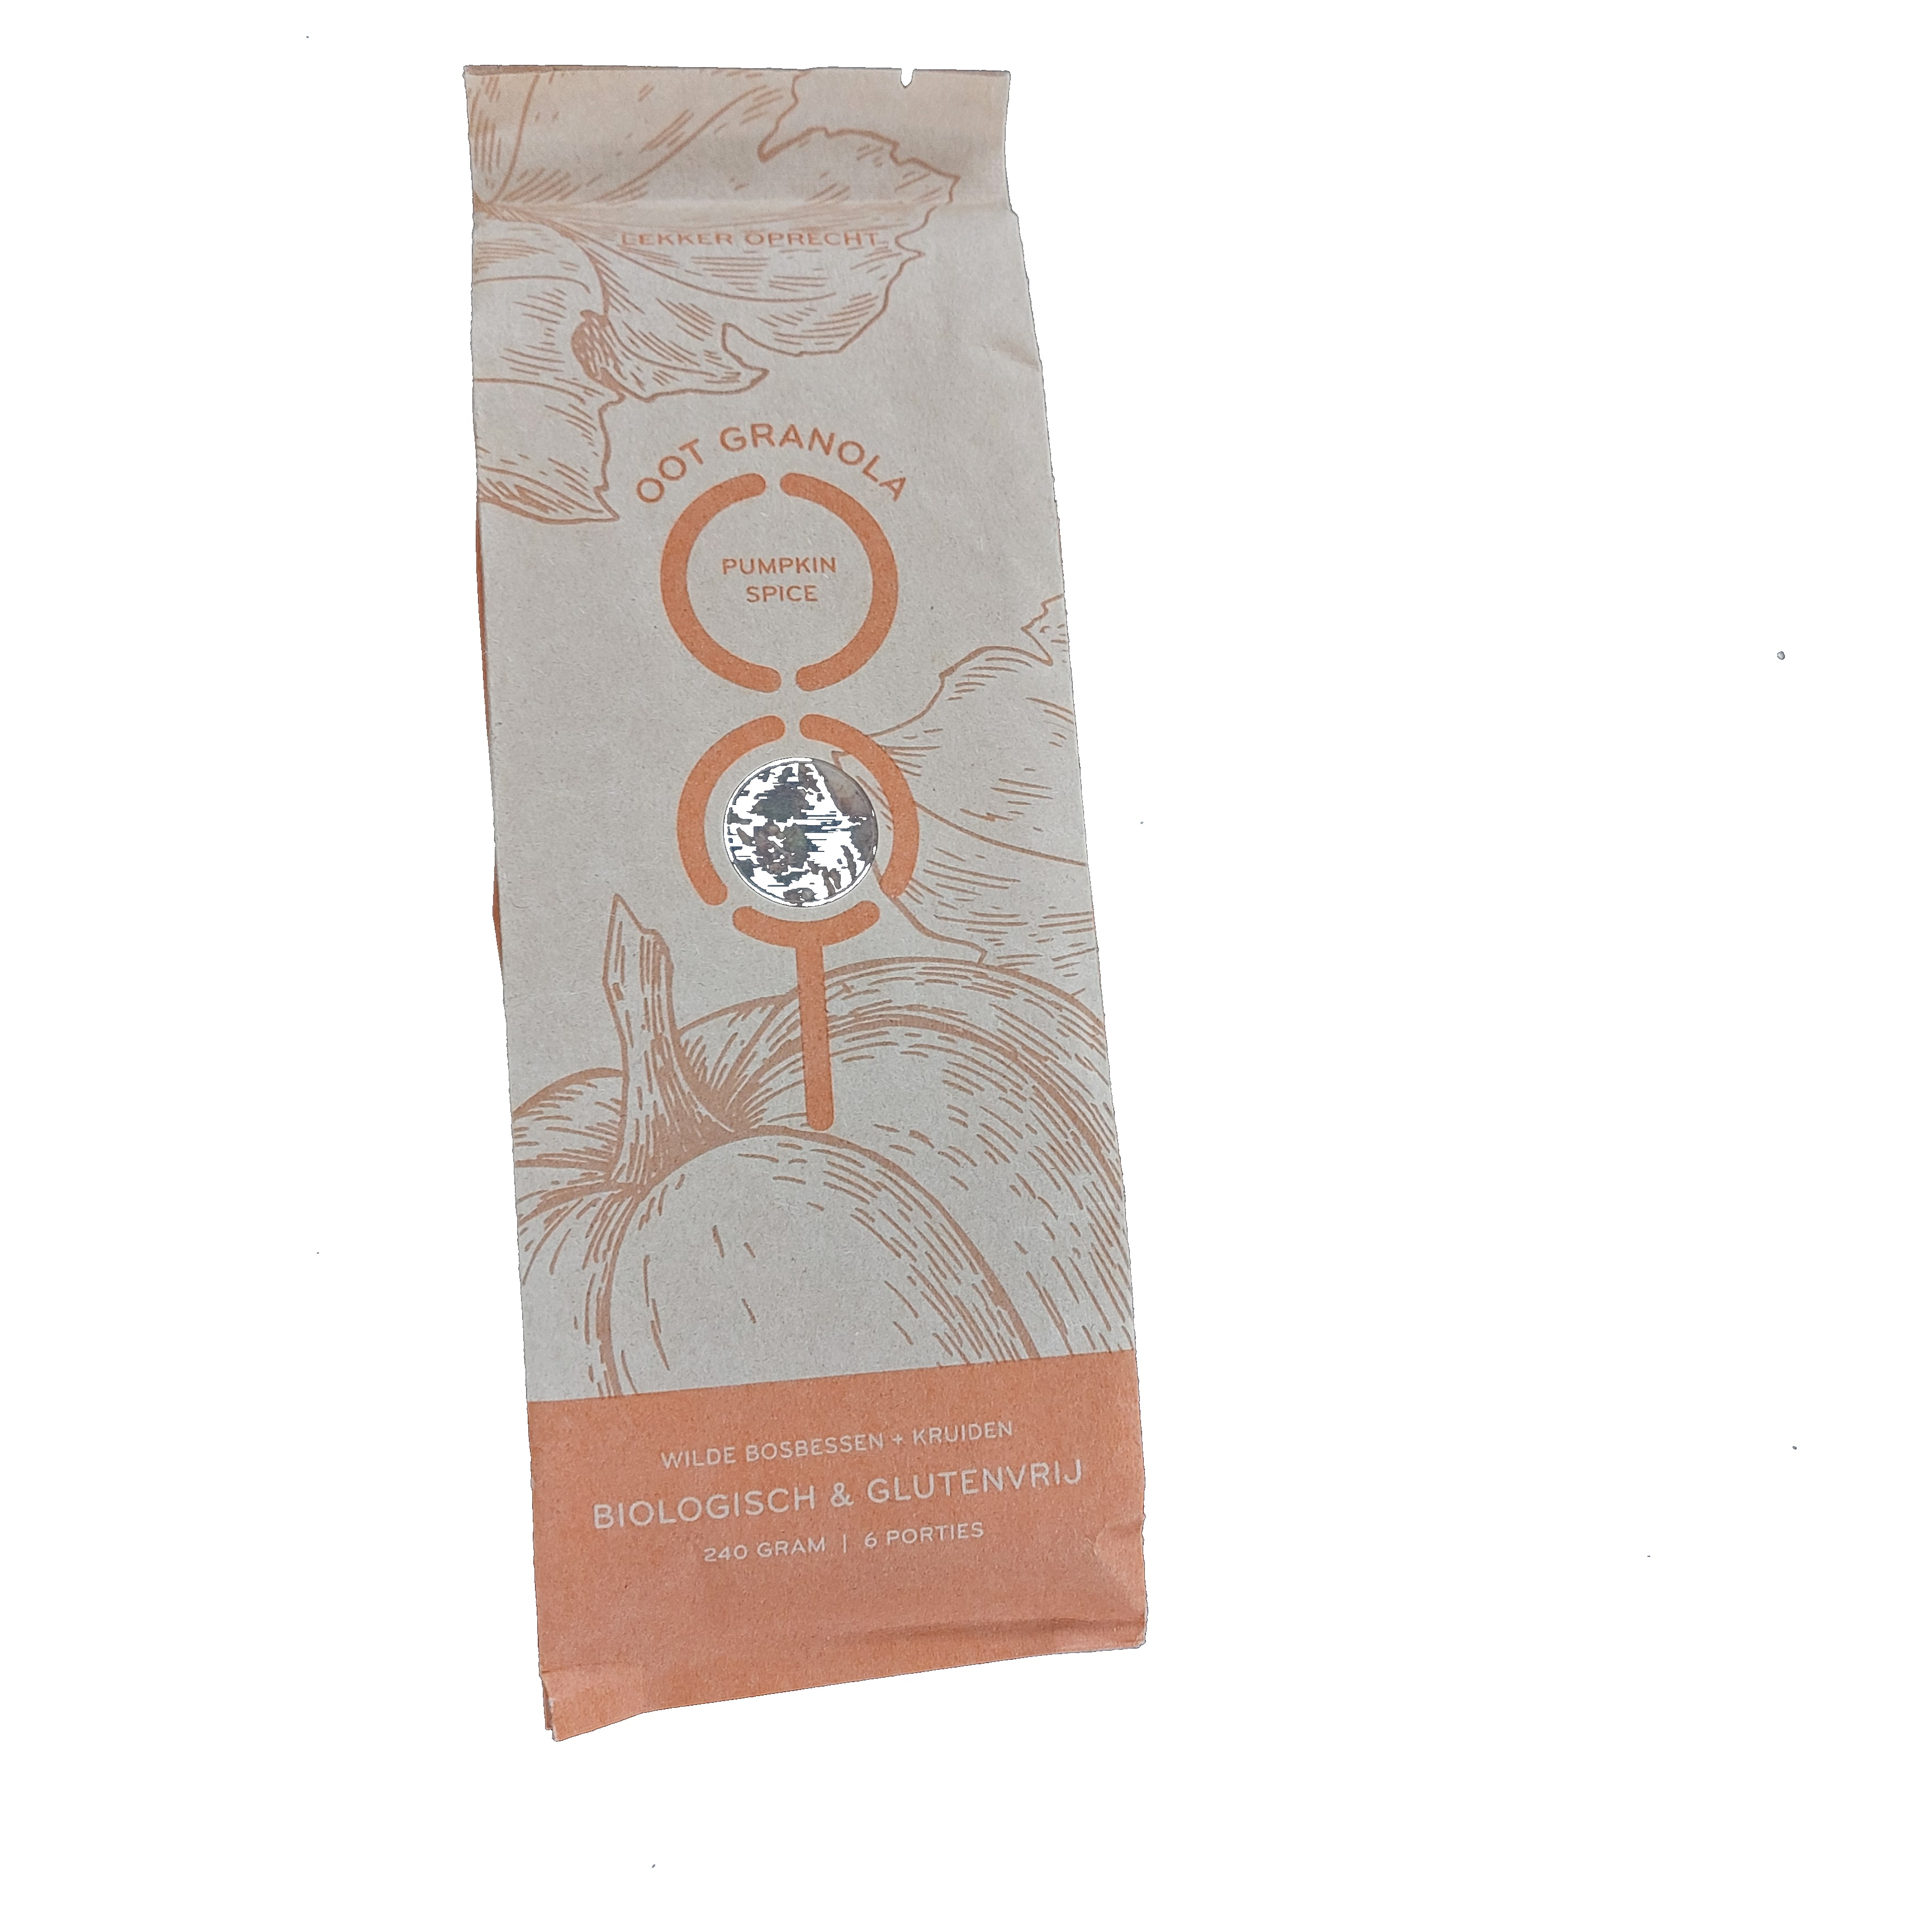 LEKKER OPRECHT
OOT GRANOLA
PUMPKIN
SPICE
WILDE BOSBESSEN + KRUIDEN
BIOLOGISCH & GLUTENVRIJ
240 GRAM | 6 PORTIES